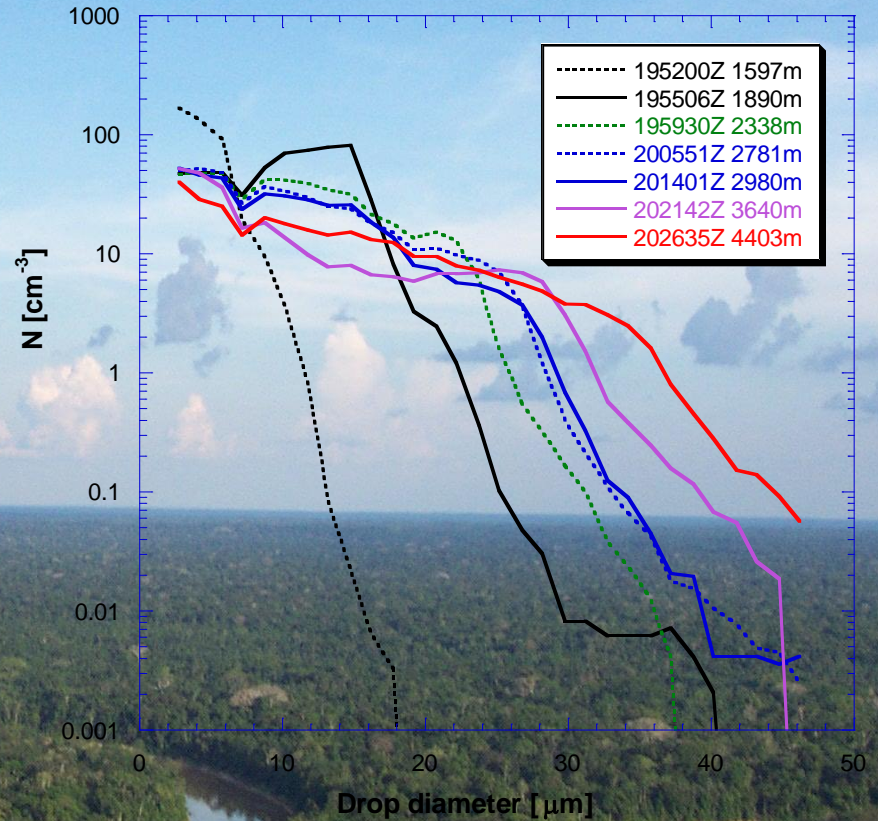 1000
100
10
1
0.1
0.01
0.001
N [cm-3]
195200Z 1597m
195506Z 1890m
195930Z 2338m
200551Z 2781m
201401Z 2980m
202142Z 3640m
202635Z 4403m
0 10 20 30 40 50
Drop diameter [μm]